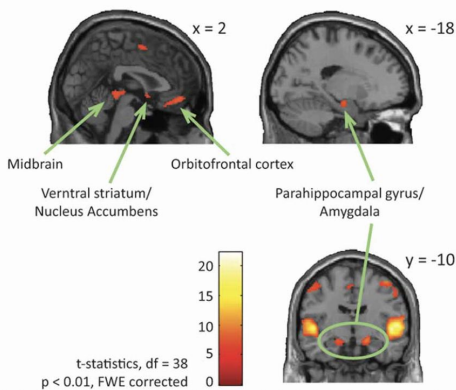 x = 2
x = -18
Midbrain
Orbitofrontal cortex
Verntral striatum/
Nucleus Accumbens
Parahippocampal gyrus/
Amygdala
y = -10
20
15
10
5
0
t-statistics, df = 38
p < 0.01, FWE corrected